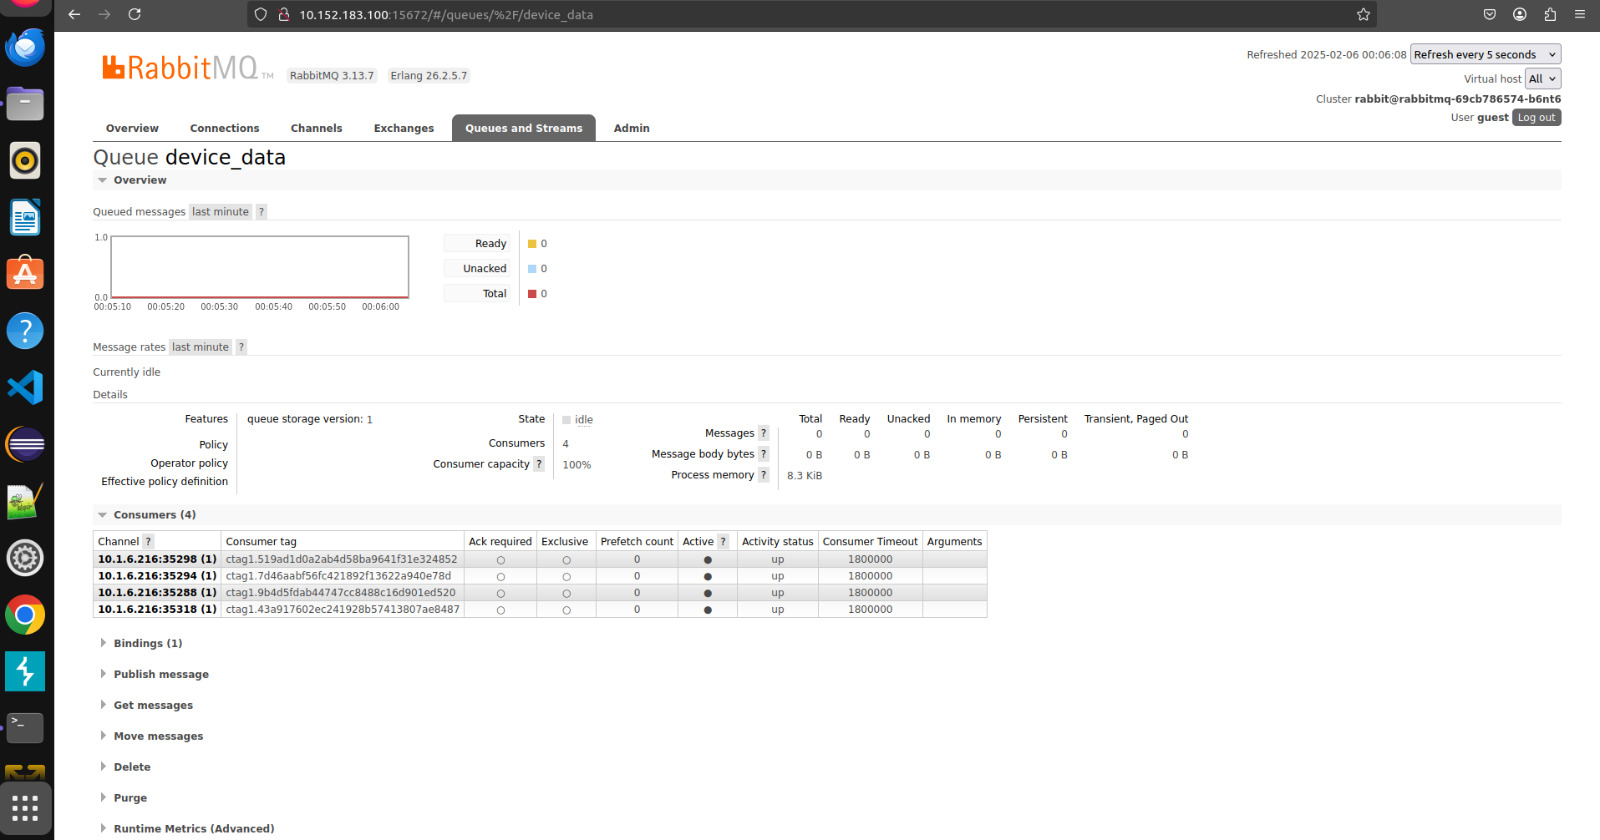 10.152.183.100:15672/#/queues/%2F/device_data
RabbitMQ TM RabbitMQ 3.13.7 Erlang 26.2.5.7
Refreshed 2025-02-06 00:06:08 Refresh every 5 seconds
Virtual host All
Cluster rabbit@rabbitmq-69cb786574-b6nt6
User guest Log out
Overview Connections Channels Exchanges Queues and Streams Admin
Queue device_data
Overview
Queued messages last minute ?
1.0
0.0
00:05:10 00:05:20 00:05:30 00:05:40 00:05:50 00:06:00
Ready 0
Unacked 0
Total 0
Message rates last minute ?
Currently idle
Details
Features queue storage version: 1
Policy
Operator policy
Effective policy definition
State idle
Consumers 4
Consumer capacity ? 100%
Total Ready Unacked In memory Persistent Transient, Paged Out
Messages ? 0 0 0 0 0 0
Message body bytes ? 0 B 0 B 0 B 0 B 0 B 0 B
Process memory ? 8.3 KiB
Consumers (4)
Channel ? Consumer tag Ack required Exclusive Prefetch count Active ? Activity status Consumer Timeout Arguments
10.1.6.216:35298 (1) ctag1.519ad1d0a2ab4d58ba9641f31e324852 ○ ○ 0 ● up 1800000
10.1.6.216:35294 (1) ctag1.7d46aabf56fc421892f13622a940e78d ○ ○ 0 ● up 1800000
10.1.6.216:35288 (1) ctag1.9b4d5fdab44747cc8488c16d901ed520 ○ ○ 0 ● up 1800000
10.1.6.216:35318 (1) ctag1.43a917602ec241928b57413807ae8487 ○ ○ 0 ● up 1800000
Bindings (1)
Publish message
Get messages
Move messages
Delete
Purge
Runtime Metrics (Advanced)